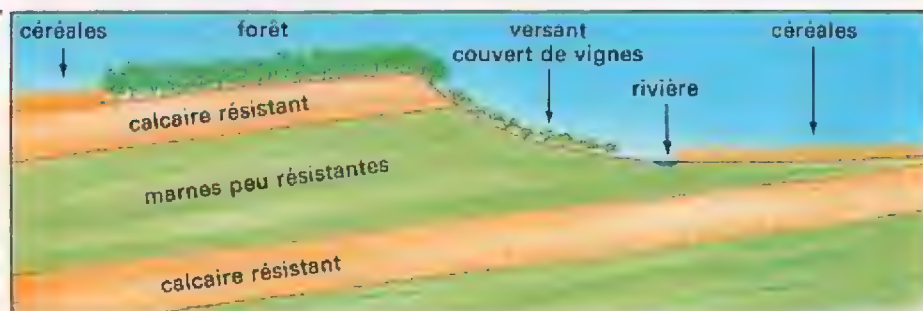 céréales forêt versant céréales
couvert de vignes
rivière
calcaire résistant
marnes peu résistantes
calcaire résistant